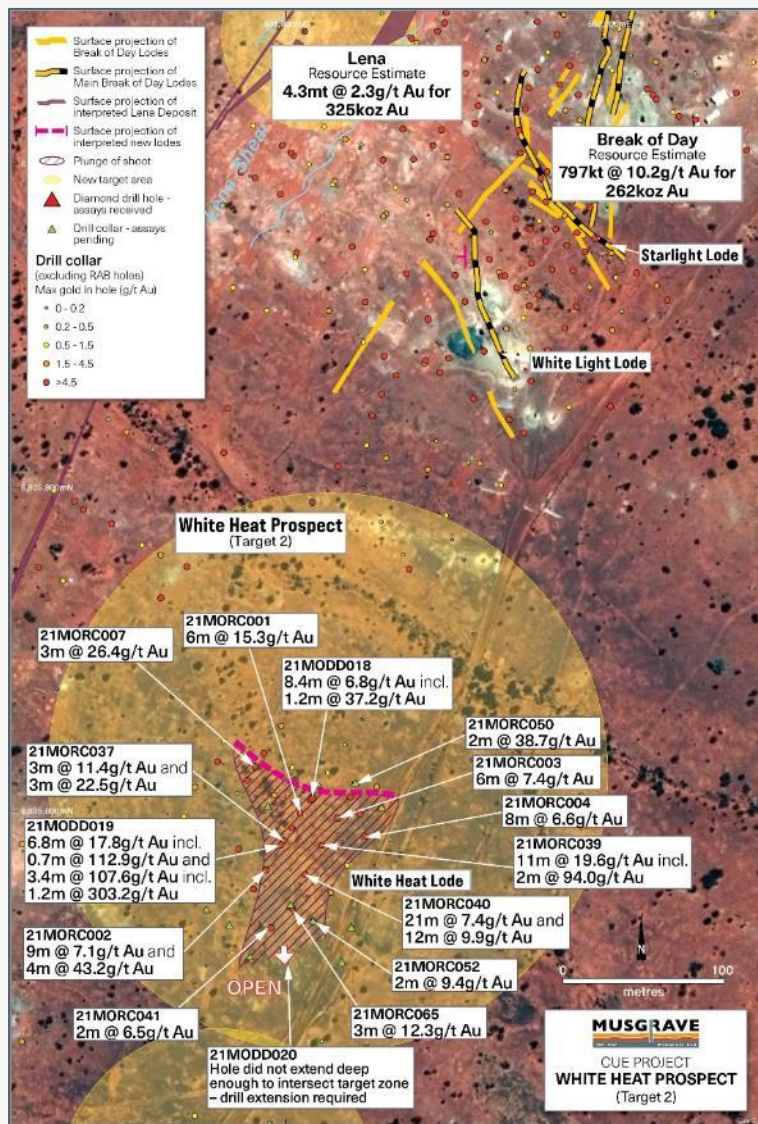 Surface projection of
Break of Day Lodes
Surface projection of
Main Break of Day Lodes
Surface projection of
interpreted Lena Deposit
Surface projection of
interpreted new lodes
Plunge of shoot
New target area
Diamond drill hole -
assays received
Drill collar - assays
pending
Drill collar
(excluding RAB holes)
Max gold in hole (g/t Au)
0 - 0.2
0.2 - 0.5
0.5 - 1.5
1.5 - 4.5
>4.5
Lena
Resource Estimate
4.3mt @ 2.3g/t Au for
325koz Au
Lena Shear
Break of Day
Resource Estimate
797kt @ 10.2g/t Au for
262koz Au
Starlight Lode
White Light Lode
White Heat Prospect
(Target 2)
21MORC001
6m @ 15.3g/t Au
21MORC007
3m @ 26.4g/t Au
21MODD018
8.4m @ 6.8g/t Au incl.
1.2m @ 37.2g/t Au
21MORC050
2m @ 38.7g/t Au
21MORC037
3m @ 11.4g/t Au and
3m @ 22.5g/t Au
21MORC003
6m @ 7.4g/t Au
21MORC004
8m @ 6.6g/t Au
21MODD019
6.8m @ 17.8g/t Au incl.
0.7m @ 112.9g/t Au and
3.4m @ 107.6g/t Au incl.
1.2m @ 303.2g/t Au
21MORC039
11m @ 19.6g/t Au incl.
2m @ 94.0g/t Au
White Heat Lode
21MORC040
21m @ 7.4g/t Au and
12m @ 9.9g/t Au
21MORC002
9m @ 7.1g/t Au and
4m @ 43.2g/t Au
21MORC052
2m @ 9.4g/t Au
OPEN
21MORC041
2m @ 6.5g/t Au
21MORC065
3m @ 12.3g/t Au
21MODD020
Hole did not extend deep
enough to intersect target zone
– drill extension required
N
0 100
metres
MUSGRAVE
CUE PROJECT
WHITE HEAT PROSPECT
(Target 2)